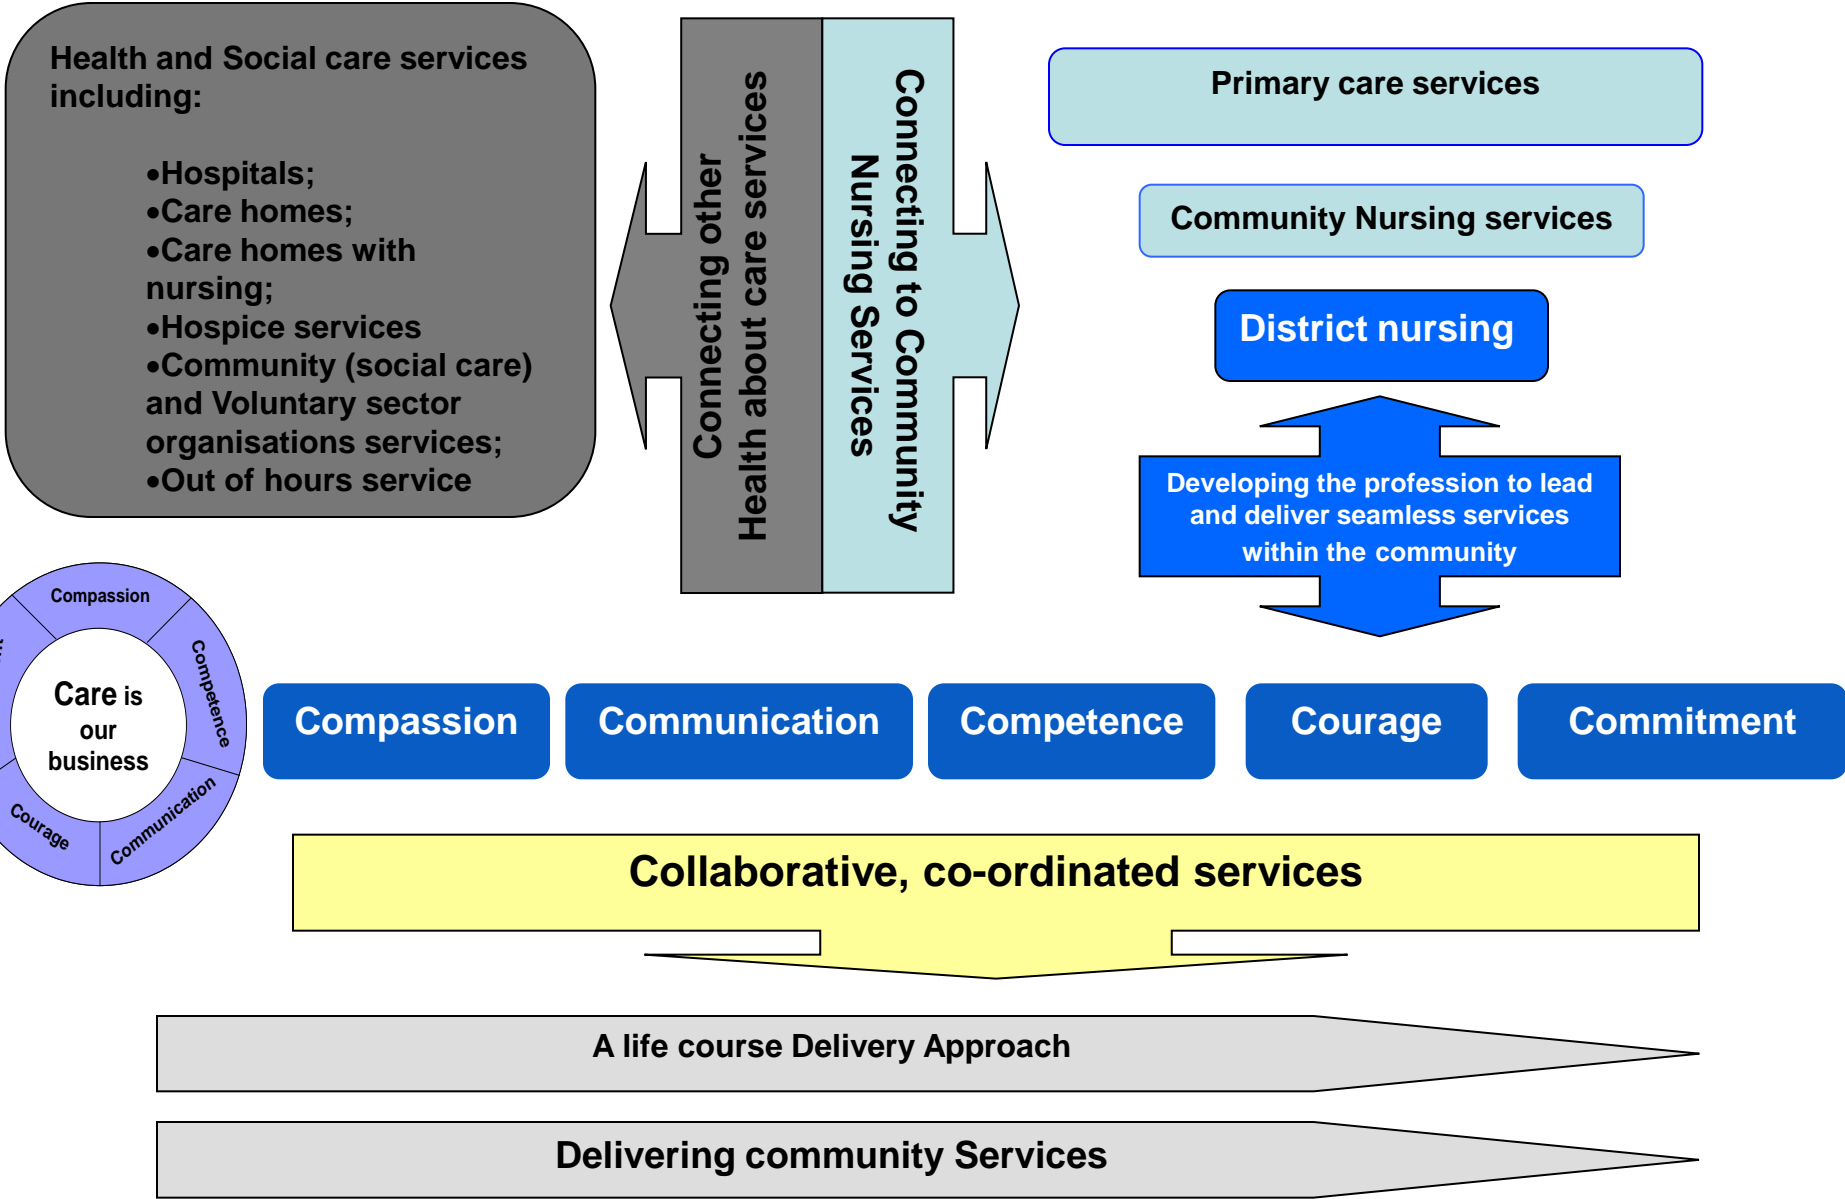 Health and Social care services
including:
•Hospitals;
•Care homes;
•Care homes with
nursing;
•Hospice services
•Community (social care)
and Voluntary sector
organisations services;
•Out of hours service
Connecting other
Health about care services
Connecting to Community
Nursing Services
Primary care services
Community Nursing services
District nursing
Developing the profession to lead
and deliver seamless services
within the community
Compassion
Competence
Communication
Courage
Care is
our
business
Compassion
Communication
Competence
Courage
Commitment
Collaborative, co-ordinated services
A life course Delivery Approach
Delivering community Services